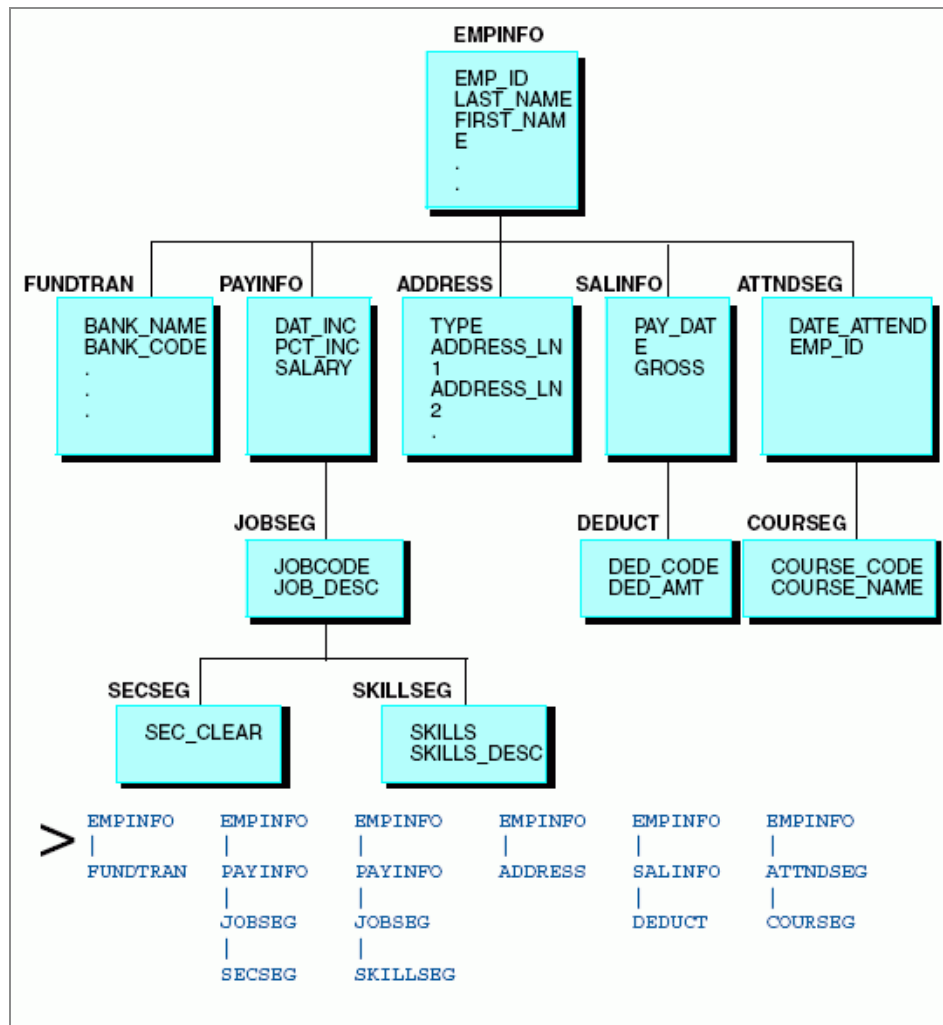 EMPINFO
EMP_ID
LAST_NAME
FIRST_NAM
E
.
.
FUNDTRAN PAYINFO ADDRESS SALINFO ATTNDSEG
BANK_NAME
BANK_CODE
.
.
.
DAT_INC
PCT_INC
SALARY
TYPE
ADDRESS_LN
1
ADDRESS_LN
2
.
PAY_DAT
E
GROSS
DATE_ATTEND
EMP_ID
JOBSEG DEDUCT COURSEG
JOBCODE
JOB_DESC
DED_CODE
DED_AMT
COURSE_CODE
COURSE_NAME
SECSEG SKILLSEG
SEC_CLEAR
SKILLS
SKILLS_DESC
> EMPINFO EMPINFO EMPINFO EMPINFO EMPINFO EMPINFO
| | | | | |
FUNDTRAN PAYINFO PAYINFO ADDRESS SALINFO ATTNDSEG
| | | |
JOBSEG JOBSEG DEDUCT COURSEG
| |
SECSEG SKILLSEG